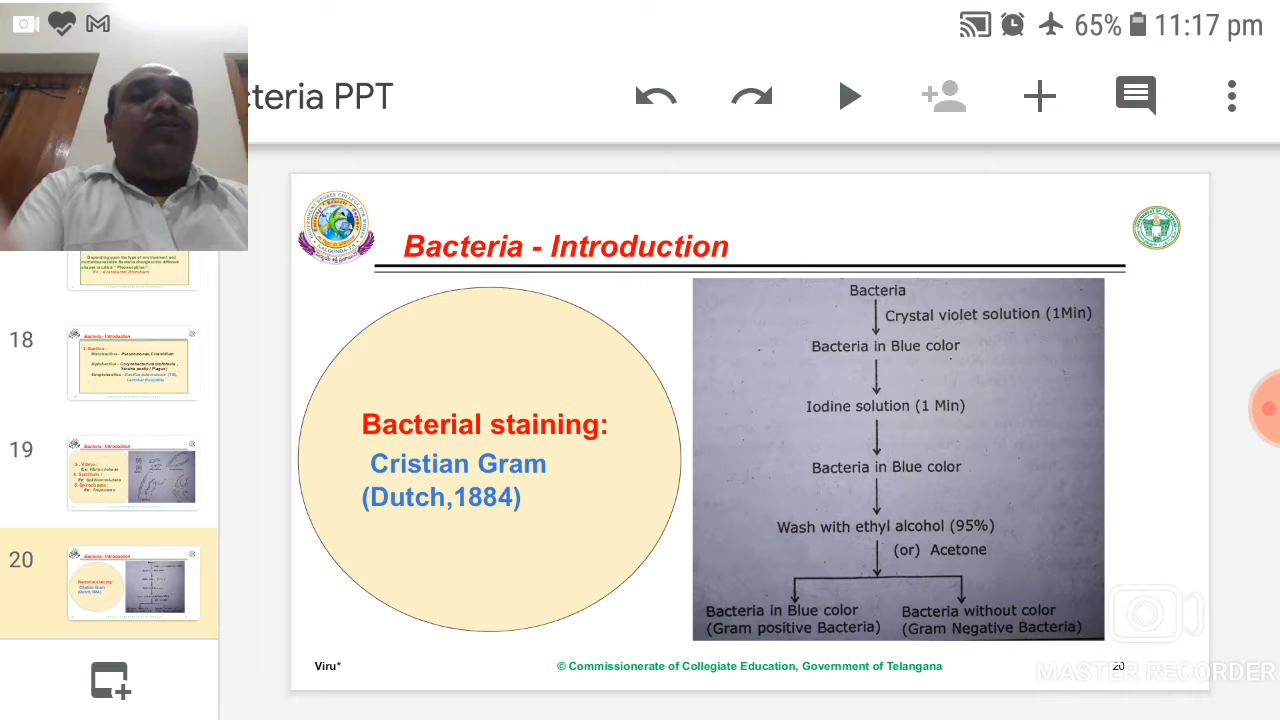 65% 11:17 pm
cteria PPT
18
19
20
Bacteria - Introduction
Bacterial staining:
Cristian Gram
(Dutch,1884)
Bacteria
Crystal violet solution (1Min)
Bacteria in Blue color
Iodine solution (1 Min)
Bacteria in Blue color
Wash with ethyl alcohol (95%)
(or) Acetone
Bacteria in Blue color
(Gram positive Bacteria)
Bacteria without color
(Gram Negative Bacteria)
Viru*
© Commissionerate of Collegiate Education, Government of Telangana
20
MASTER RECORDER